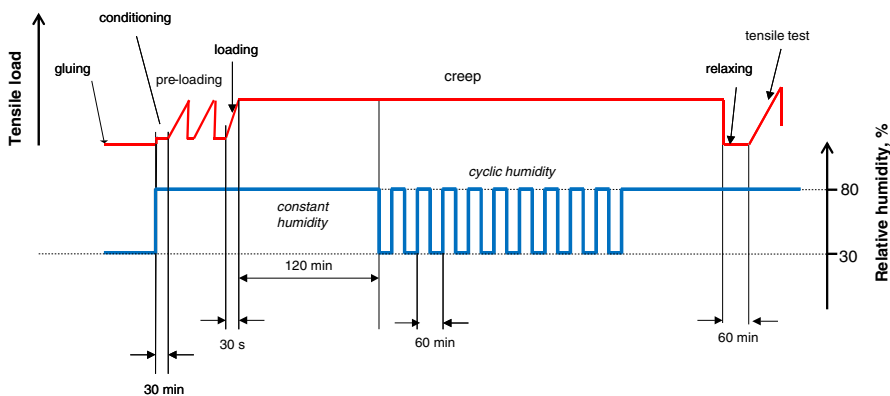 conditioning
gluing
pre-loading
loading
creep
relaxing
tensile test
Tensile load
cyclic humidity
constant
humidity
80
30
Relative humidity, %
120 min
30 s
60 min
60 min
30 min